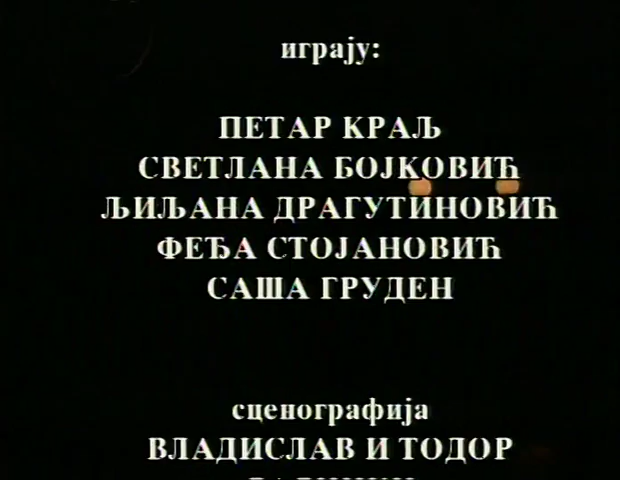 играју:
ПЕТАР КРАЉ
СВЕТЛАНА БОЈКОВИЋ
ЉИЉАНА ДРАГУТИНОВИЋ
ФЕЂА СТОЈАНОВИЋ
САША ГРУДЕН
сценографија
ВЛАДИСЛАВ И ТОДОР